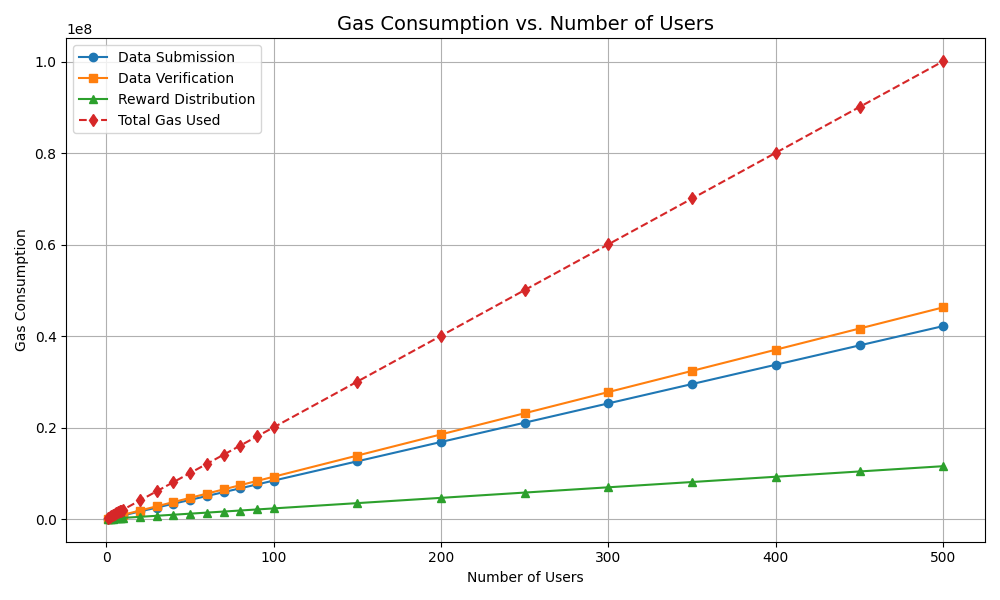 Gas Consumption vs. Number of Users
1e8
Data Submission
Data Verification
Reward Distribution
Total Gas Used
1.0
0.8
0.6
0.4
0.2
0.0
Gas Consumption
0 100 200 300 400 500
Number of Users